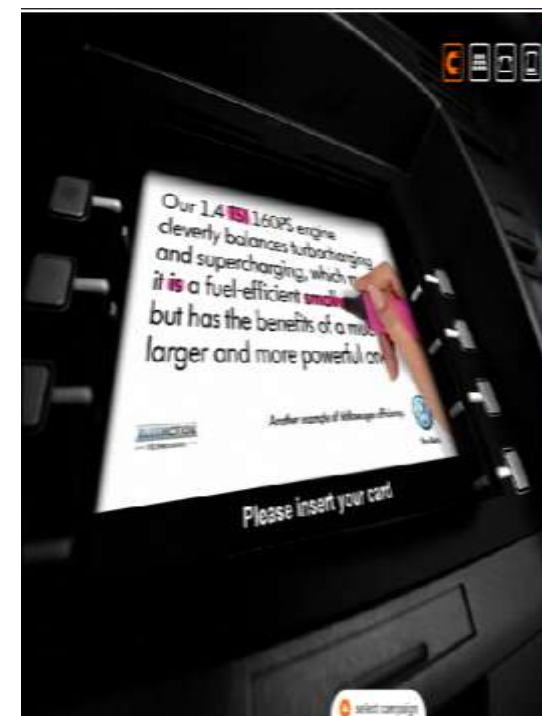 Our 1.4 TSI 160PS engine
cleverly balances turbocharging
and supercharging, which
it is a fuel-efficient small
but has the benefits of a
larger and more powerful
Another example of Volkswagen efficiency.
Please insert your card
select campaign